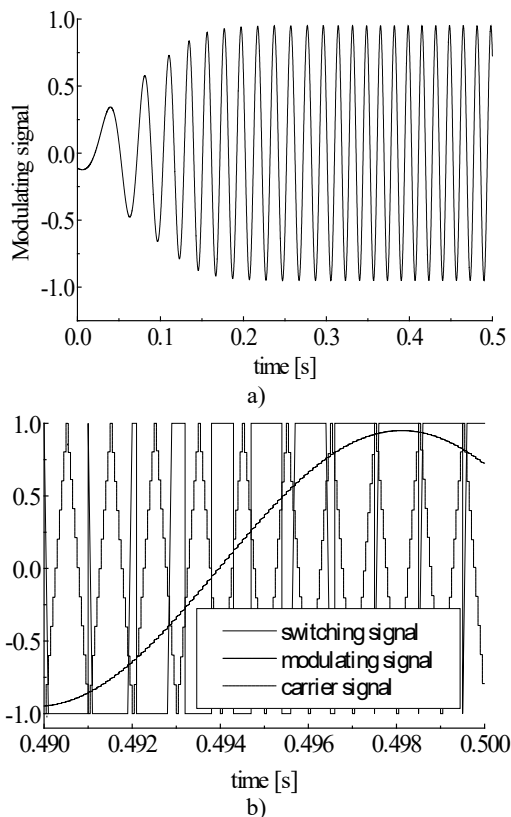 1.0
0.5
0.0
-0.5
-1.0
Modulating signal
0.0 0.1 0.2 0.3 0.4 0.5
time [s]
a)
1.0
0.5
0.0
-0.5
-1.0
switching signal
modulating signal
carrier signal
0.490 0.492 0.494 0.496 0.498 0.500
time [s]
b)